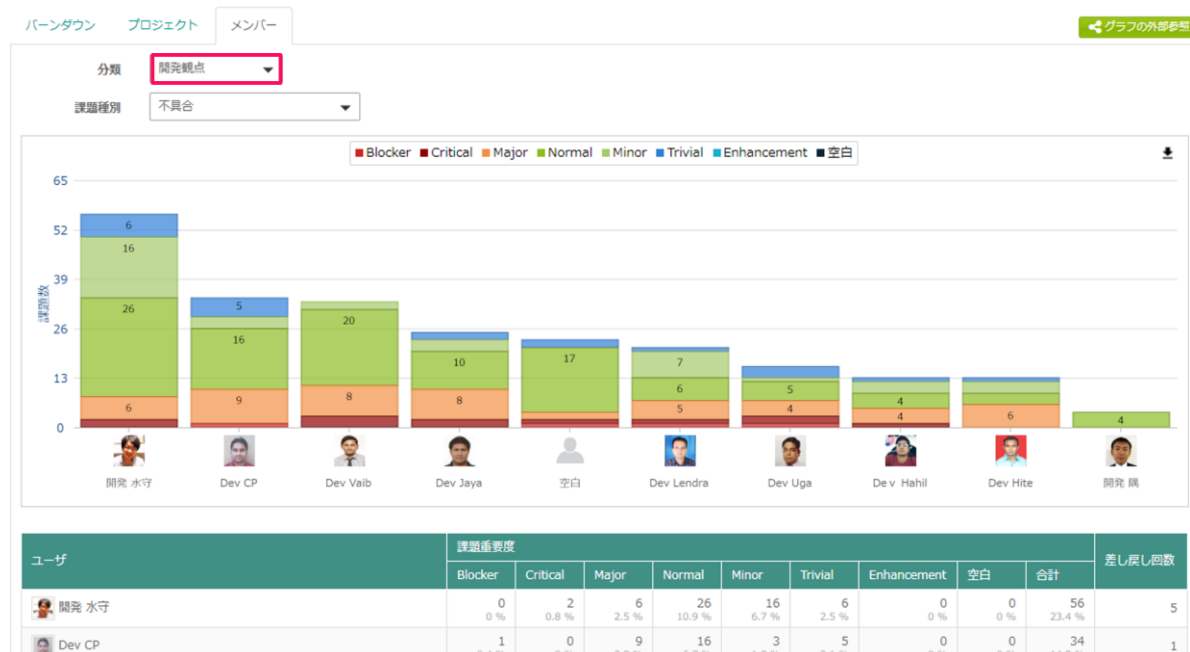 バーンダウン プロジェクト メンバー
グラフの外部参照
分類 開発観点
課題種別 不具合
Blocker Critical Major Normal Minor Trivial Enhancement 空白
65
52
39
26
13
0
課題数
6
16
26
6
5
16
9
20
8
10
8
17
7
6
5
5
4
4
4
6
4
開発 水守 Dev CP Dev Vaib Dev Jaya 空白 Dev Lendra Dev Uga De v Hahil Dev Hite 開発 隅
ユーザ 課題重要度 差し戻し回数
Blocker Critical Major Normal Minor Trivial Enhancement 空白 合計
開発 水守 0 2 6 26 16 6 0 0 56 5
0 % 0.8 % 2.5 % 10.9 % 6.7 % 2.5 % 0 % 0 % 23.4 %
Dev CP 1 0 9 16 3 5 0 0 34 1